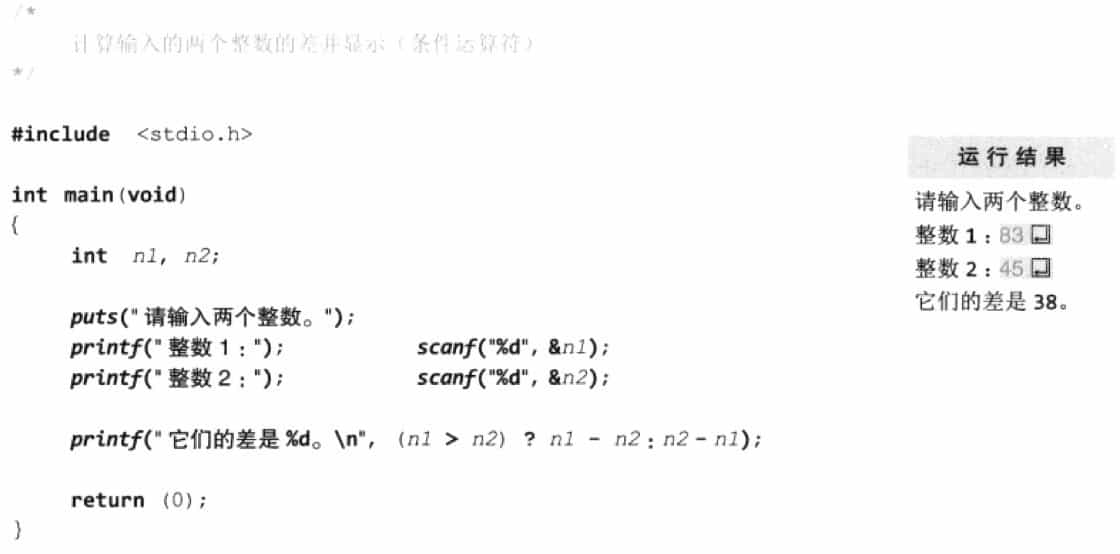 /*
计算输入的两个整数的差并显示（条件运算符）
*/
#include <stdio.h>
int main(void)
{
int n1, n2;
puts("请输入两个整数。");
printf("整数1：");    scanf("%d", &n1);
printf("整数2：");    scanf("%d", &n2);
printf("它们的差是%d。\n", (n1 > n2) ? n1 - n2 : n2 - n1);
return (0);
}
运行结果
请输入两个整数。
整数1：83↵
整数2：45↵
它们的差是38。